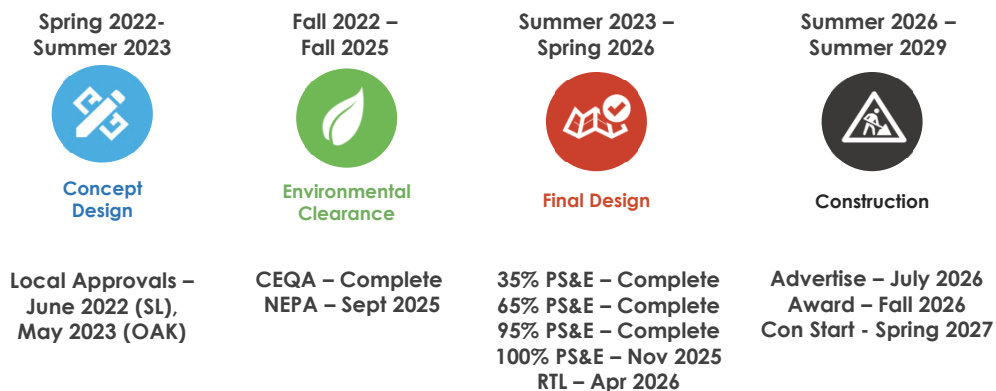 Spring 2022-
Summer 2023
Concept
Design
Local Approvals –
June 2022 (SL),
May 2023 (OAK)
Fall 2022 –
Fall 2025
Environmental
Clearance
CEQA – Complete
NEPA – Sept 2025
Summer 2023 –
Spring 2026
Final Design
35% PS&E – Complete
65% PS&E – Complete
95% PS&E – Complete
100% PS&E – Nov 2025
RTL – Apr 2026
Summer 2026 –
Summer 2029
Construction
Advertise – July 2026
Award – Fall 2026
Con Start - Spring 2027